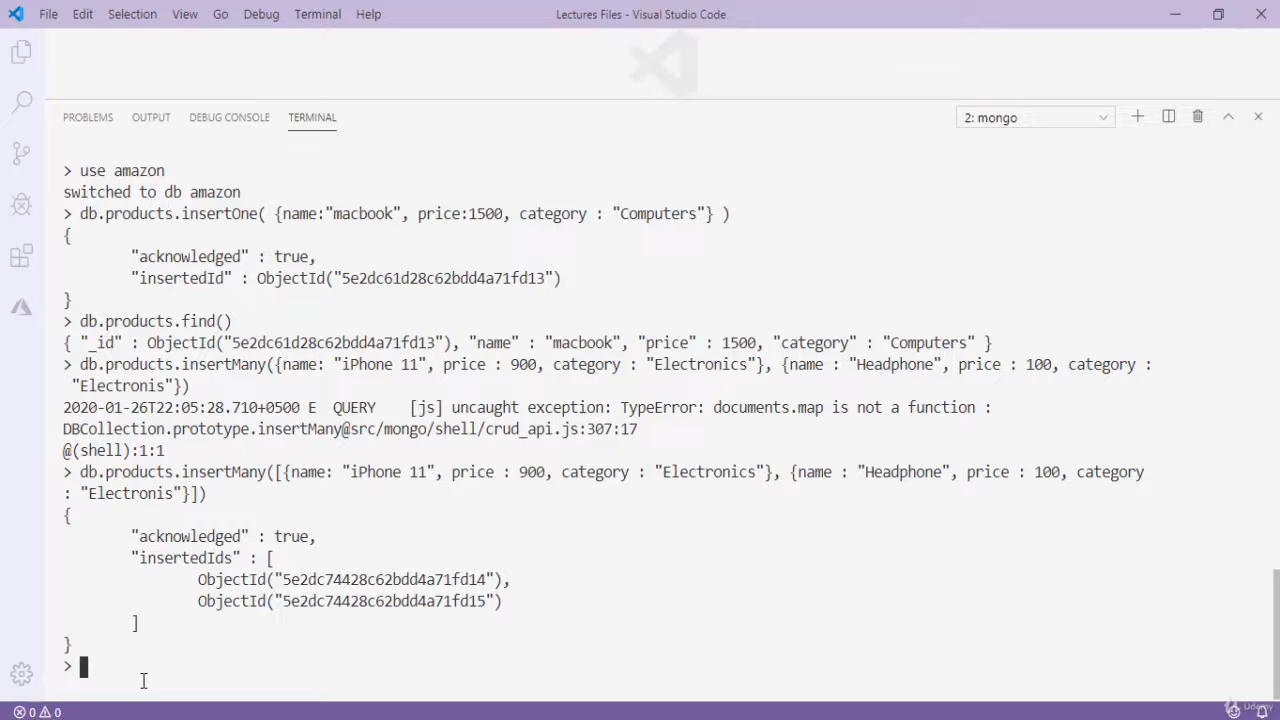 File Edit Selection View Go Debug Terminal Help Lectures Files - Visual Studio Code
PROBLEMS OUTPUT DEBUG CONSOLE TERMINAL 2: mongo
> use amazon
switched to db amazon
> db.products.insertOne( {name:"macbook", price:1500, category : "Computers"} )
{
"acknowledged" : true,
"insertedId" : ObjectId("5e2dc61d28c62bdd4a71fd13")
}
> db.products.find()
{ "_id" : ObjectId("5e2dc61d28c62bdd4a71fd13"), "name" : "macbook", "price" : 1500, "category" : "Computers" }
> db.products.insertMany({name: "iPhone 11", price : 900, category : "Electronics"}, {name : "Headphone", price : 100, category :
"Electronis"})
2020-01-26T22:05:28.710+0500 E QUERY [js] uncaught exception: TypeError: documents.map is not a function :
DBCollection.prototype.insertMany@src/mongo/shell/crud_api.js:307:17
@(shell):1:1
> db.products.insertMany([{name: "iPhone 11", price : 900, category : "Electronics"}, {name : "Headphone", price : 100, category
: "Electronis"}])
{
"acknowledged" : true,
"insertedIds" : [
ObjectId("5e2dc74428c62bdd4a71fd14"),
ObjectId("5e2dc74428c62bdd4a71fd15")
]
}
>
0 0 Udemy